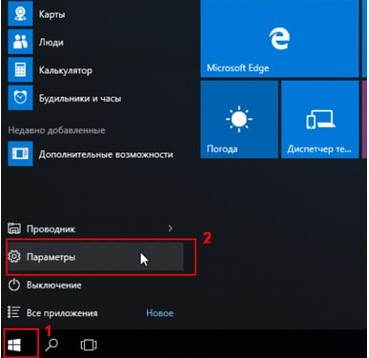 Карты
Люди
Калькулятор
Будильники и часы
Недавно добавленные
Дополнительные возможности
Microsoft Edge
Погода
Диспетчер те...
Проводник
2
Параметры
Выключение
Все приложения Новое
1